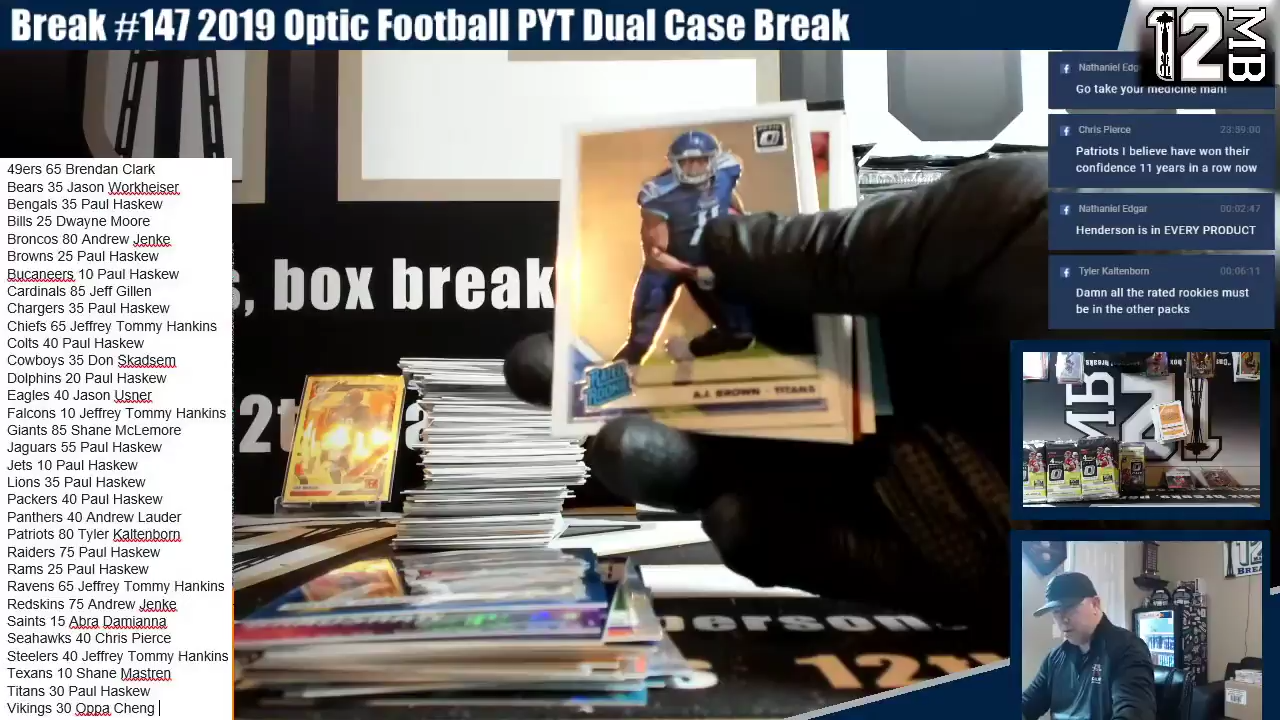 Break #147 2019 Optic Football PYT Dual Case Break
12
MB
49ers 65 Brendan Clark
Bears 35 Jason Workheiser
Bengals 35 Paul Haskew
Bills 25 Dwayne Moore
Broncos 80 Andrew Jenke
Browns 25 Paul Haskew
Bucaneers 10 Paul Haskew
Cardinals 85 Jeff Gillen
Chargers 35 Paul Haskew
Chiefs 65 Jeffrey Tommy Hankins
Colts 40 Paul Haskew
Cowboys 35 Don Skadsem
Dolphins 20 Paul Haskew
Eagles 40 Jason Usner
Falcons 10 Jeffrey Tommy Hankins
Giants 85 Shane McLemore
Jaguars 55 Paul Haskew
Jets 10 Paul Haskew
Lions 35 Paul Haskew
Packers 40 Paul Haskew
Panthers 40 Andrew Lauder
Patriots 80 Tyler Kaltenborn
Raiders 75 Paul Haskew
Rams 25 Paul Haskew
Ravens 65 Jeffrey Tommy Hankins
Redskins 75 Andrew Jenke
Saints 15 Abra Damianna
Seahawks 40 Chris Pierce
Steelers 40 Jeffrey Tommy Hankins
Texans 10 Shane Mastren
Titans 30 Paul Haskew
Vikings 30 Oppa Cheng
s, box break
2t
person.
12T
Rated
Rookie
A.J. BROWN - TITANS
Nathaniel Edg
Go take your medicine man!
Chris Pierce 23:59:00
Patriots I believe have won their
confidence 11 years in a row now
Nathaniel Edgar 00:02:47
Henderson is in EVERY PRODUCT
Tyler Kaltenborn 00:06:11
Damn all the rated rookies must
be in the other packs
MB
12